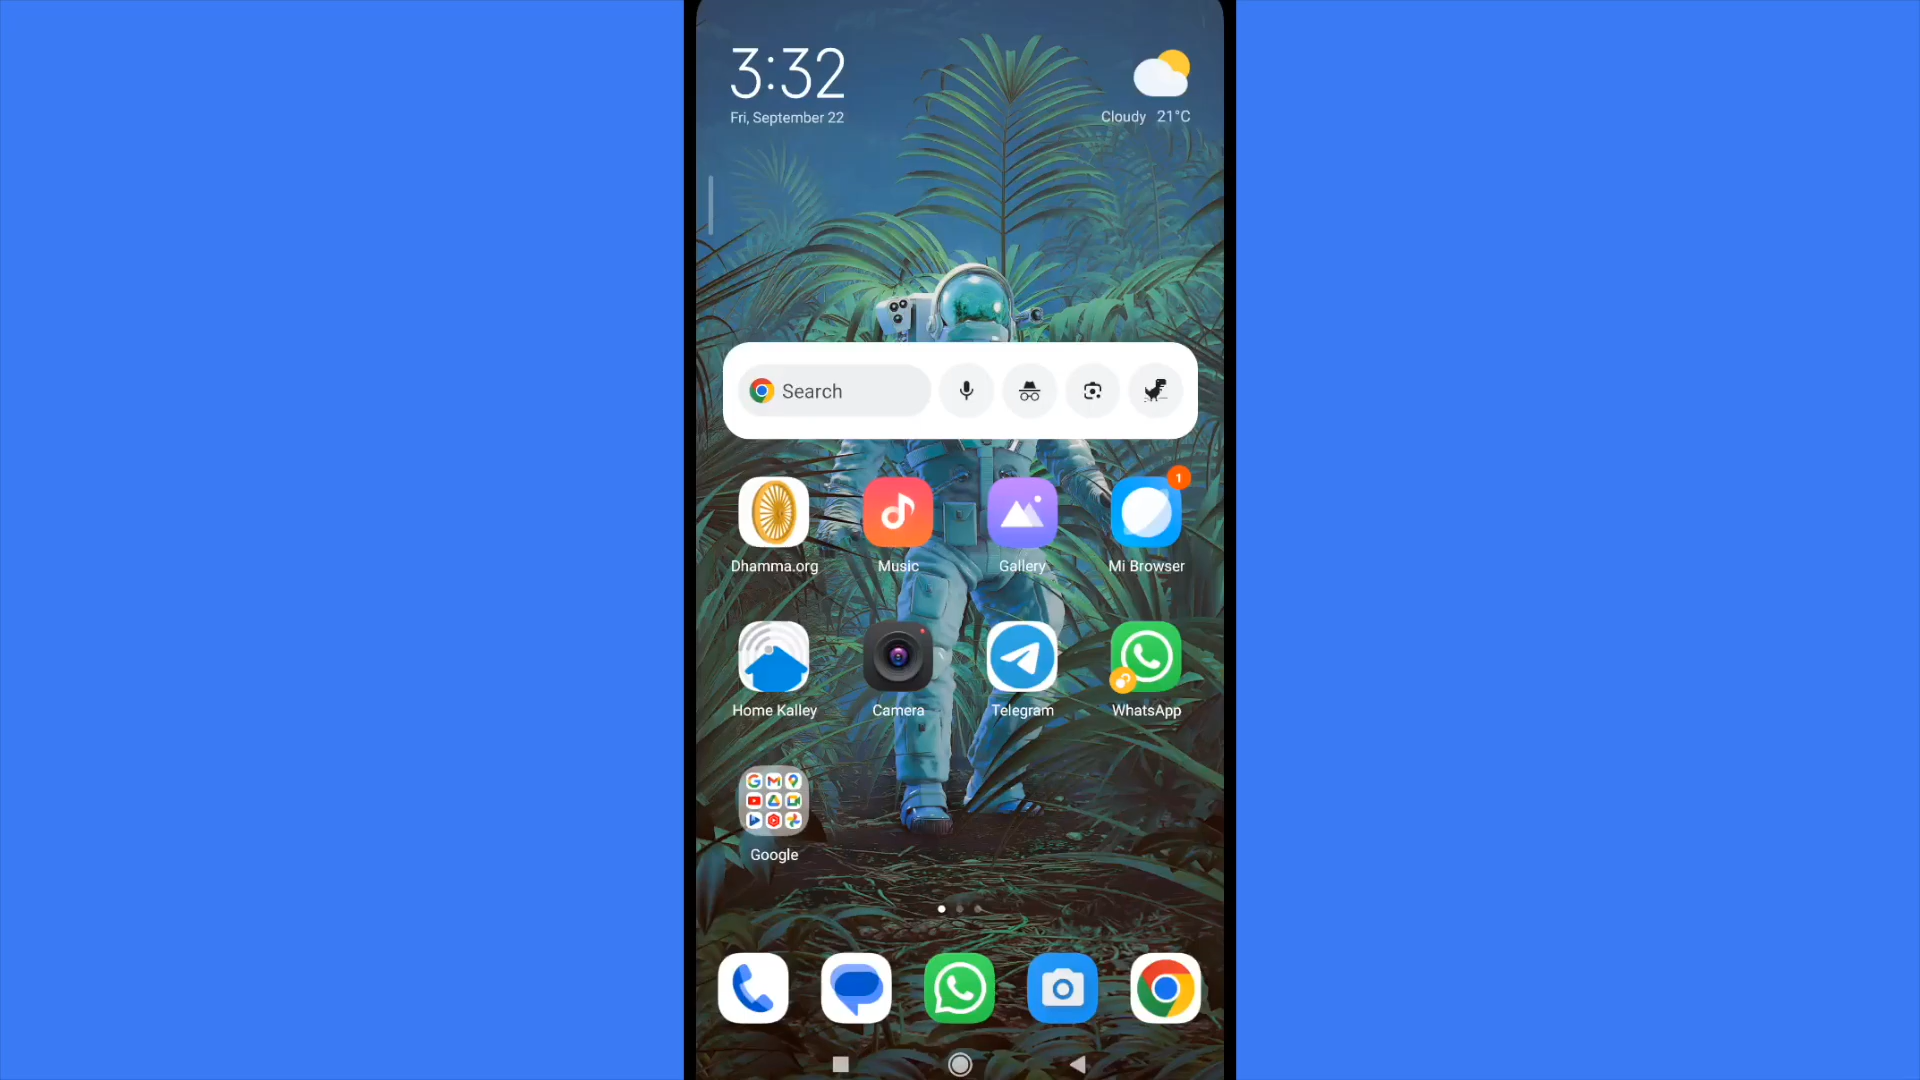 3:32
Fri, September 22
Cloudy 21°C
Search
1
Dhamma.org
Music
Gallery
Mi Browser
Home Kalley
Camera
Telegram
WhatsApp
Google